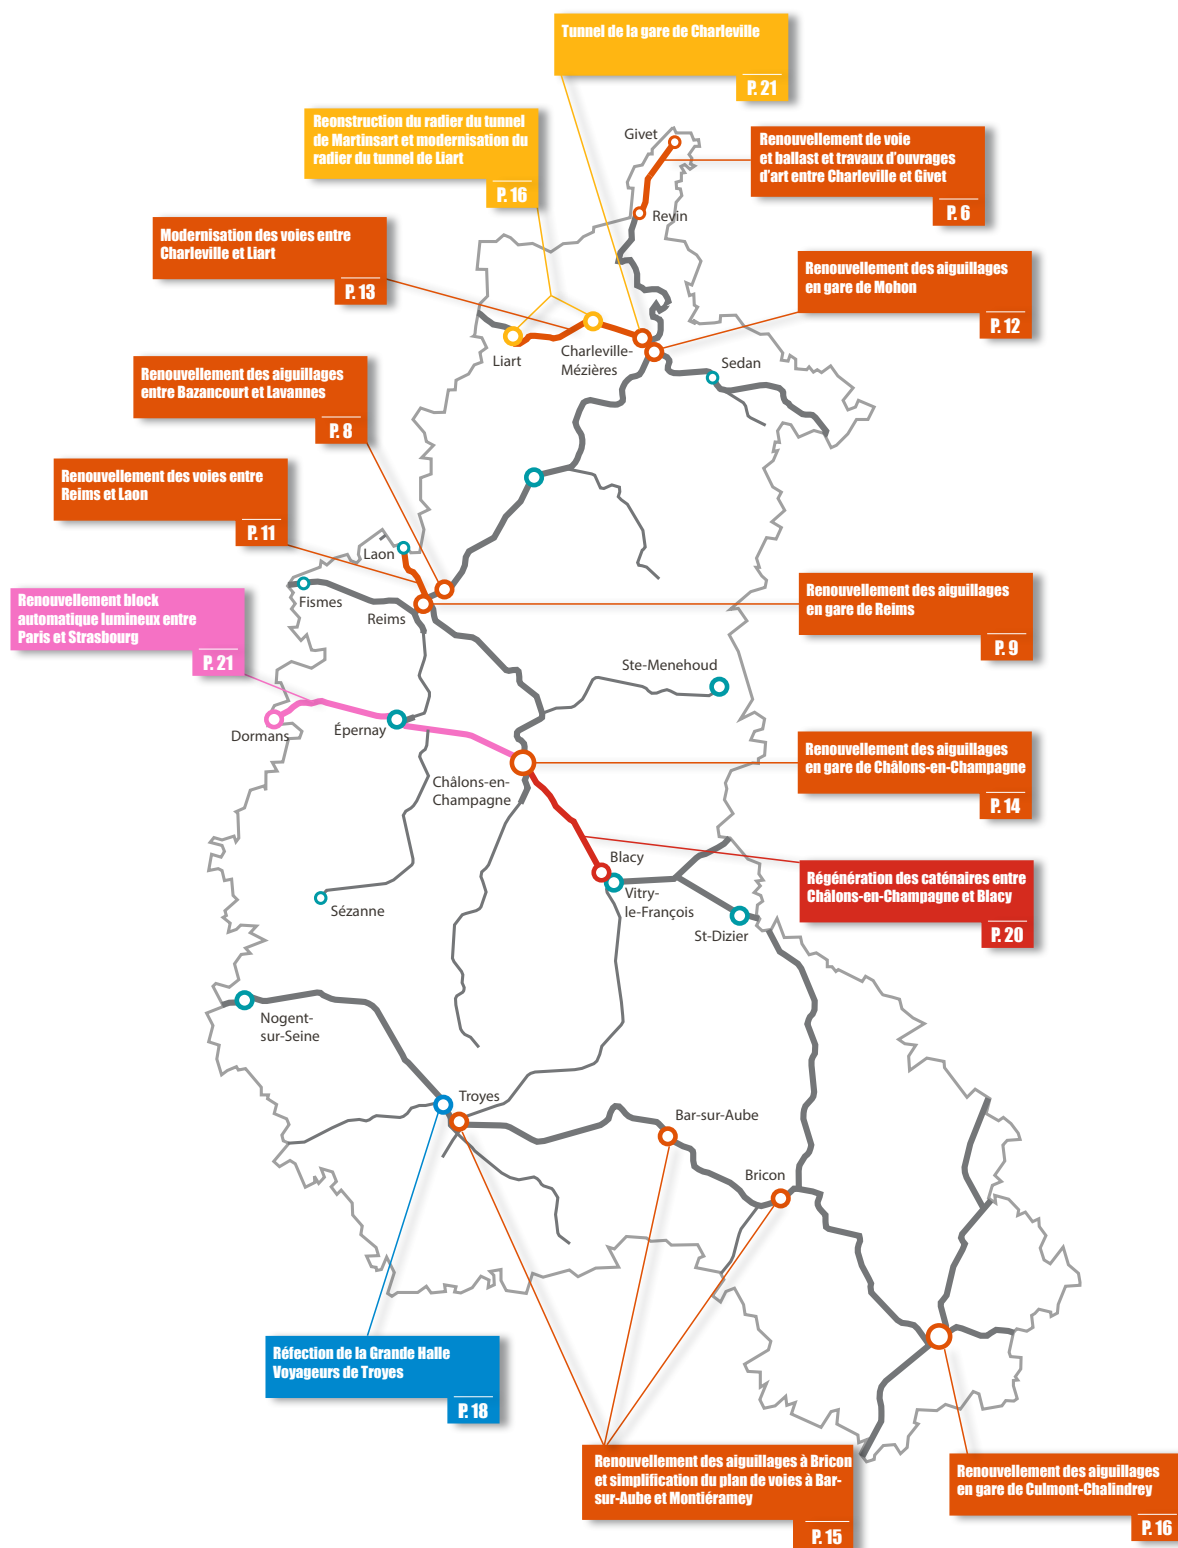 Tunnel de la gare de Charleville
P. 21
Reonstruction du radier du tunnel
de Martinsart et modernisation du
radier du tunnel de Liart
P. 16
Givet
Renouvellement de voie
et ballast et travaux d'ouvrages
d'art entre Charleville et Givet
P. 6
Revin
Modernisation des voies entre
Charleville et Liart
P. 13
Renouvellement des aiguillages
en gare de Mohon
P. 12
Liart
Charleville-
Mézières
Sedan
Renouvellement des aiguillages
entre Bazancourt et Lavannes
P. 8
Renouvellement des voies entre
Reims et Laon
P. 11
Laon
Fismes
Reims
Renouvellement des aiguillages
en gare de Reims
P. 9
Renouvellement block
automatique lumineux entre
Paris et Strasbourg
P. 21
Ste-Menehoud
Dormans
Épernay
Renouvellement des aiguillages
en gare de Châlons-en-Champagne
P. 14
Châlons-en-
Champagne
Blacy
Vitry-
le-François
Régénération des caténaires entre
Châlons-en-Champagne et Blacy
P. 20
Sézanne
St-Dizier
Nogent-
sur-Seine
Troyes
Bar-sur-Aube
Bricon
Réfection de la Grande Halle
Voyageurs de Troyes
P. 18
Renouvellement des aiguillages à Bricon
et simplification du plan de voies à Bar-
sur-Aube et Montiéramey
P. 15
Renouvellement des aiguillages
en gare de Culmont-Chalindrey
P. 16